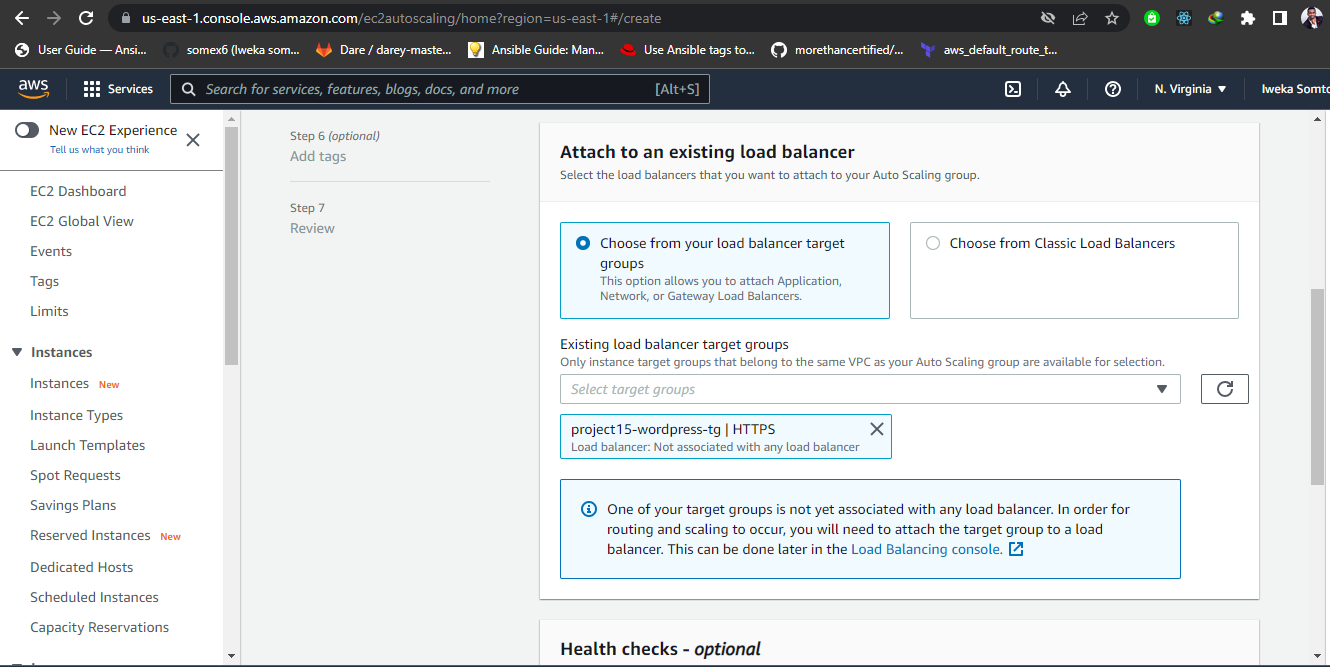 us-east-1.console.aws.amazon.com/ec2autoscaling/home?region=us-east-1#/create
User Guide — Ansi...
somex6 (Iweka som...
Dare / darey-maste...
Ansible Guide: Man...
Use Ansible tags to...
morethancertified/...
aws_default_route_t...
aws
Services
Search for services, features, blogs, docs, and more
[Alt+S]
N. Virginia
Iweka Somto
New EC2 Experience
Tell us what you think
EC2 Dashboard
EC2 Global View
Events
Tags
Limits
Instances
Instances New
Instance Types
Launch Templates
Spot Requests
Savings Plans
Reserved Instances New
Dedicated Hosts
Scheduled Instances
Capacity Reservations
Step 6 (optional)
Add tags
Step 7
Review
Attach to an existing load balancer
Select the load balancers that you want to attach to your Auto Scaling group.
Choose from your load balancer target
groups
This option allows you to attach Application,
Network, or Gateway Load Balancers.
Choose from Classic Load Balancers
Existing load balancer target groups
Only instance target groups that belong to the same VPC as your Auto Scaling group are available for selection.
Select target groups
project15-wordpress-tg | HTTPS
Load balancer: Not associated with any load balancer
One of your target groups is not yet associated with any load balancer. In order for
routing and scaling to occur, you will need to attach the target group to a load
balancer. This can be done later in the Load Balancing console.
Health checks - optional